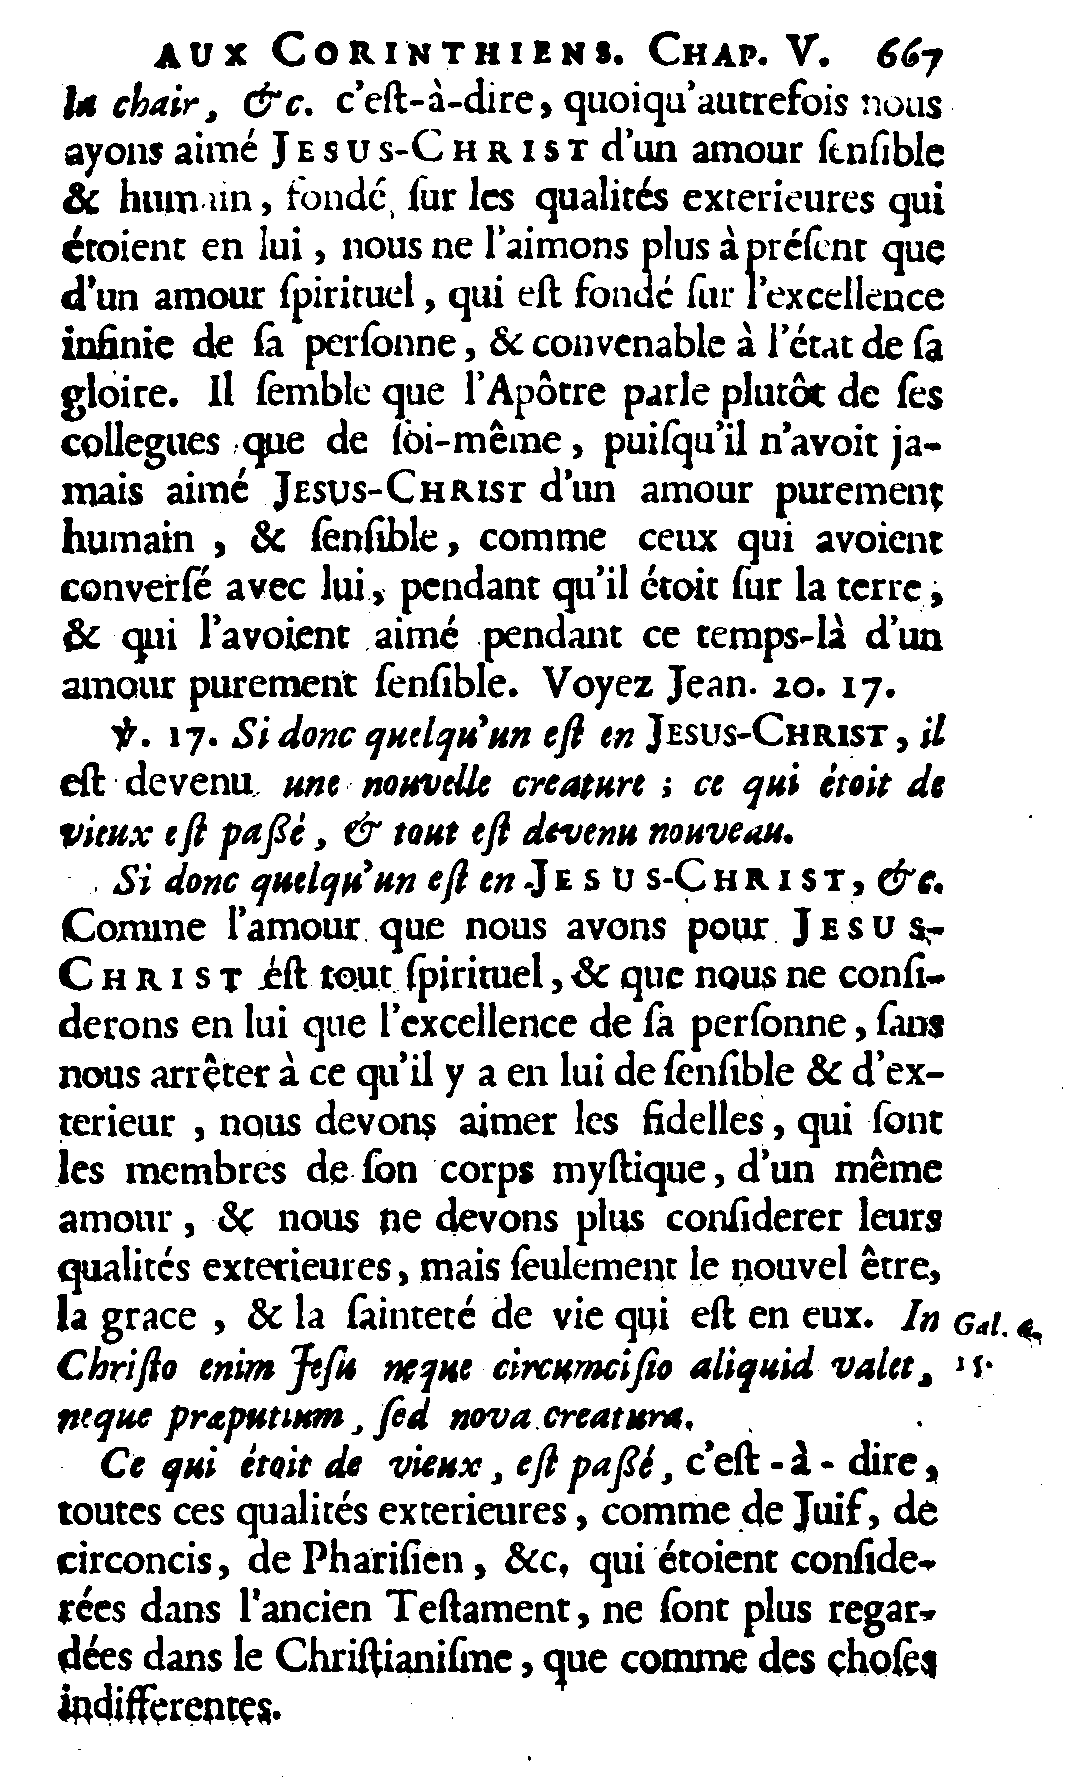 AUX CORINTHIENS. CHAP. V. 667
la chair, &c. c'eſt-à-dire, quoiqu'autrefois nous
ayons aimé JESUS-CHRIST d'un amour ſenſible
& humain, fondé, ſur les qualités exterieures qui
étoient en lui, nous ne l'aimons plus à préſent que
d'un amour ſpirituel, qui eſt fondé ſur l'excellence
infinie de ſa perſonne, & convenable à l'état de ſa
gloire. Il ſemble que l'Apôtre parle plutôt de ſes
collegues que de ſoi-même, puiſqu'il n'avoit ja-
mais aimé JESUS-CHRIST d'un amour purement
humain, & ſenſible, comme ceux qui avoient
converſé avec lui, pendant qu'il étoit ſur la terre;
& qui l'avoient aimé pendant ce temps-là d'un
amour purement ſenſible. Voyez Jean. 20. 17.
℣. 17. Si donc quelqu'un eſt en JESUS-CHRIST, il
eſt devenu une nouvelle creature; ce qui étoit de
vieux eſt paßé, & tout eſt devenu nouveau.
Si donc quelqu'un eſt en JESUS-CHRIST, &c.
Comme l'amour que nous avons pour JESUS-
CHRIST eſt tout ſpirituel, & que nous ne conſi-
derons en lui que l'excellence de ſa perſonne, ſans
nous arrêter à ce qu'il y a en lui de ſenſible & d'ex-
terieur, nous devons aimer les fidelles, qui ſont
les membres de ſon corps myſtique, d'un même
amour, & nous ne devons plus conſiderer leurs
qualités exterieures, mais ſeulement le nouvel être,
la grace, & la ſainteté de vie qui eſt en eux. In
Gal. 6.
Chriſto enim Jeſu neque circumciſio aliquid valet,
15.
neque præputium, ſed nova creatura.
Ce qui étoit de vieux, eſt paßé, c'eſt-à-dire,
toutes ces qualités exterieures, comme de Juif, de
circoncis, de Phariſien, &c. qui étoient conſide-
rées dans l'ancien Teſtament, ne ſont plus regar-
dées dans le Chriſtianiſme, que comme des choſes
indifferentes.